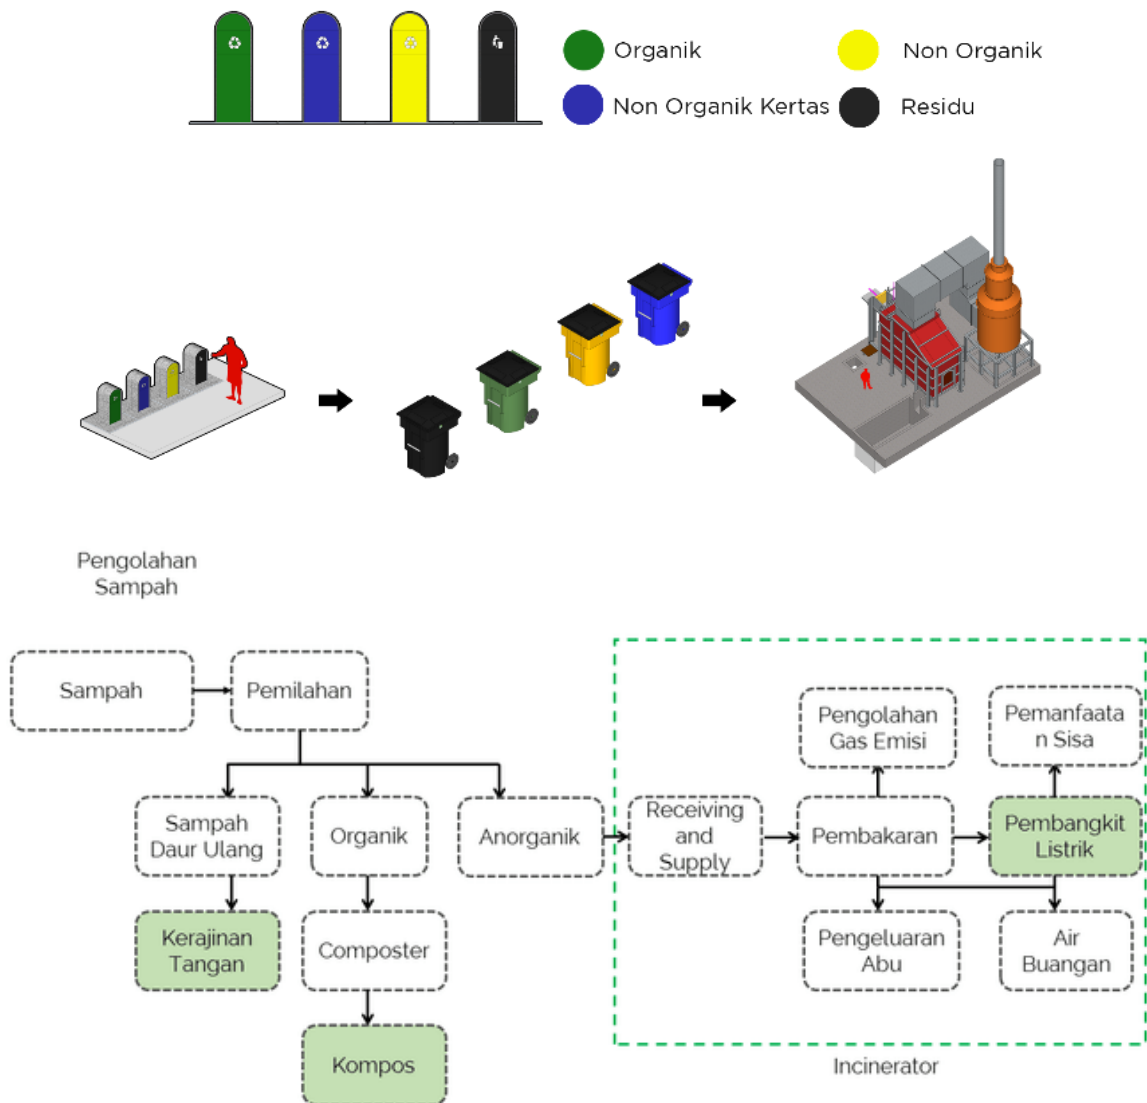 Organik
Non Organik
Non Organik Kertas
Residu
Pengolahan
Sampah
Sampah
Pemilahan
Pengolahan
Gas Emisi
Pemanfaata
n Sisa
Sampah
Daur Ulang
Organik
Anorganik
Receiving
and
Supply
Pembakaran
Pembangkit
Listrik
Kerajinan
Tangan
Composter
Pengeluaran
Abu
Air
Buangan
Kompos
Incinerator